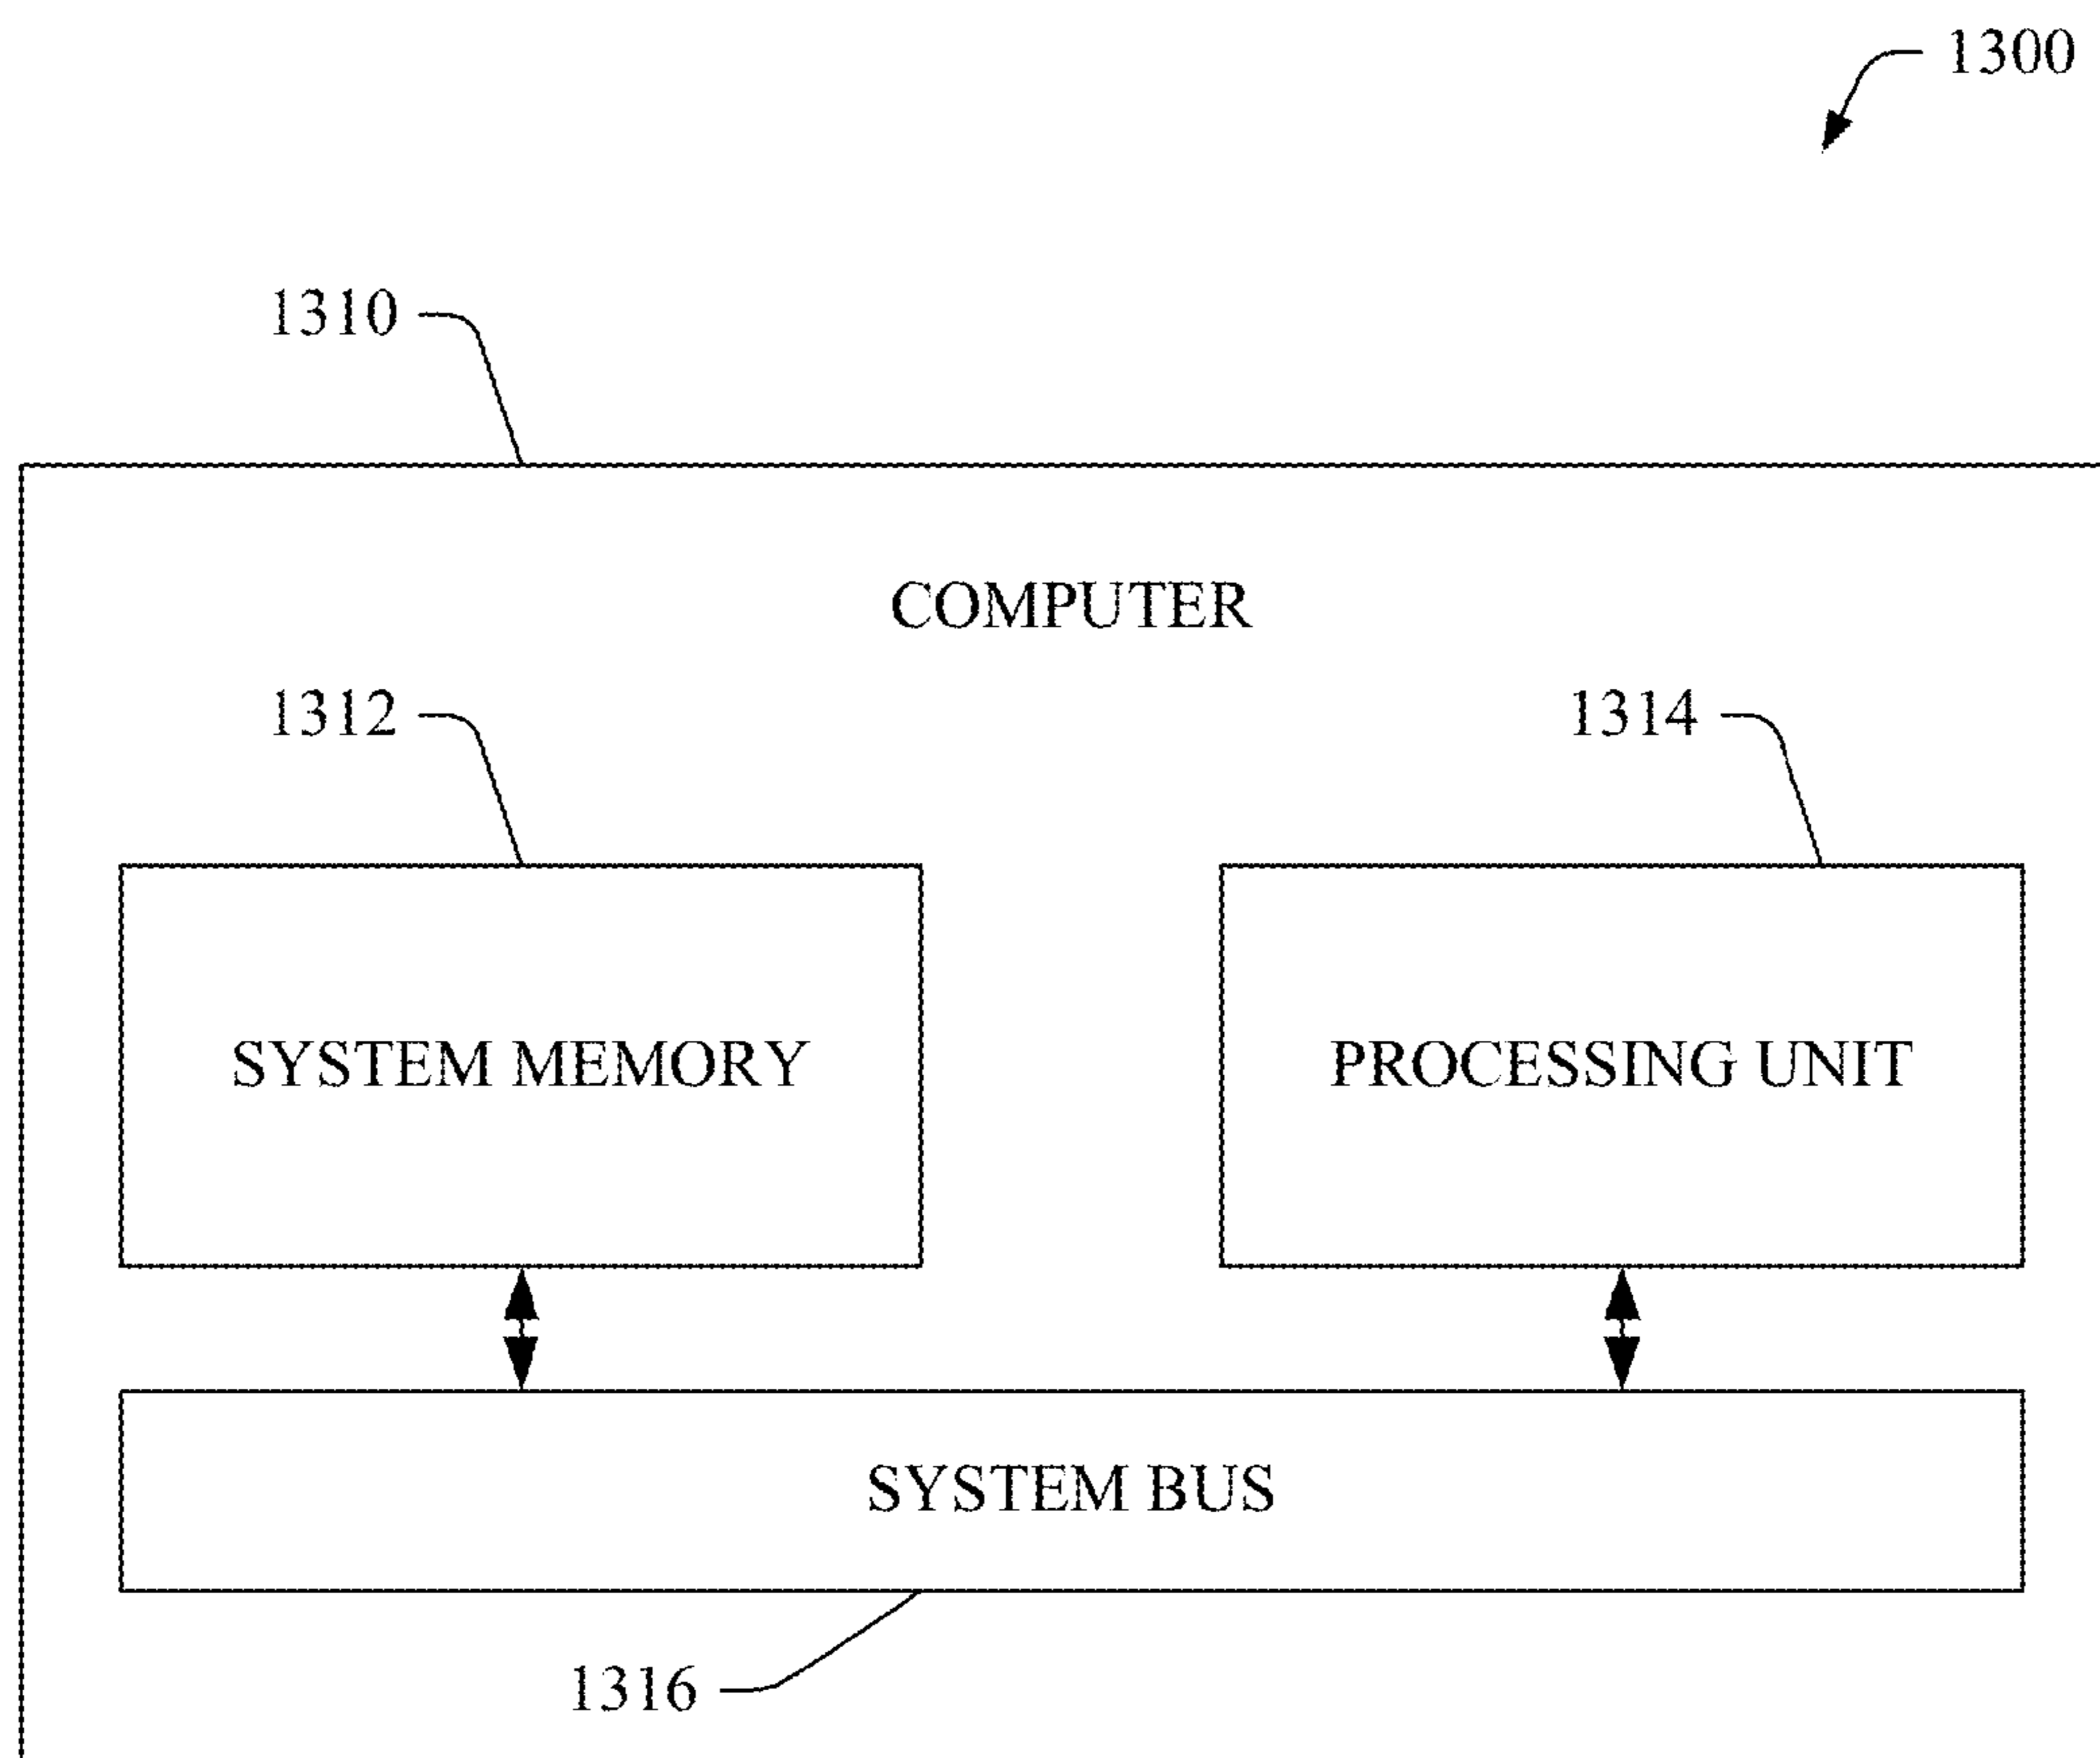 1300
1310
COMPUTER
1312
1314
SYSTEM MEMORY
PROCESSING UNIT
SYSTEM BUS
1316